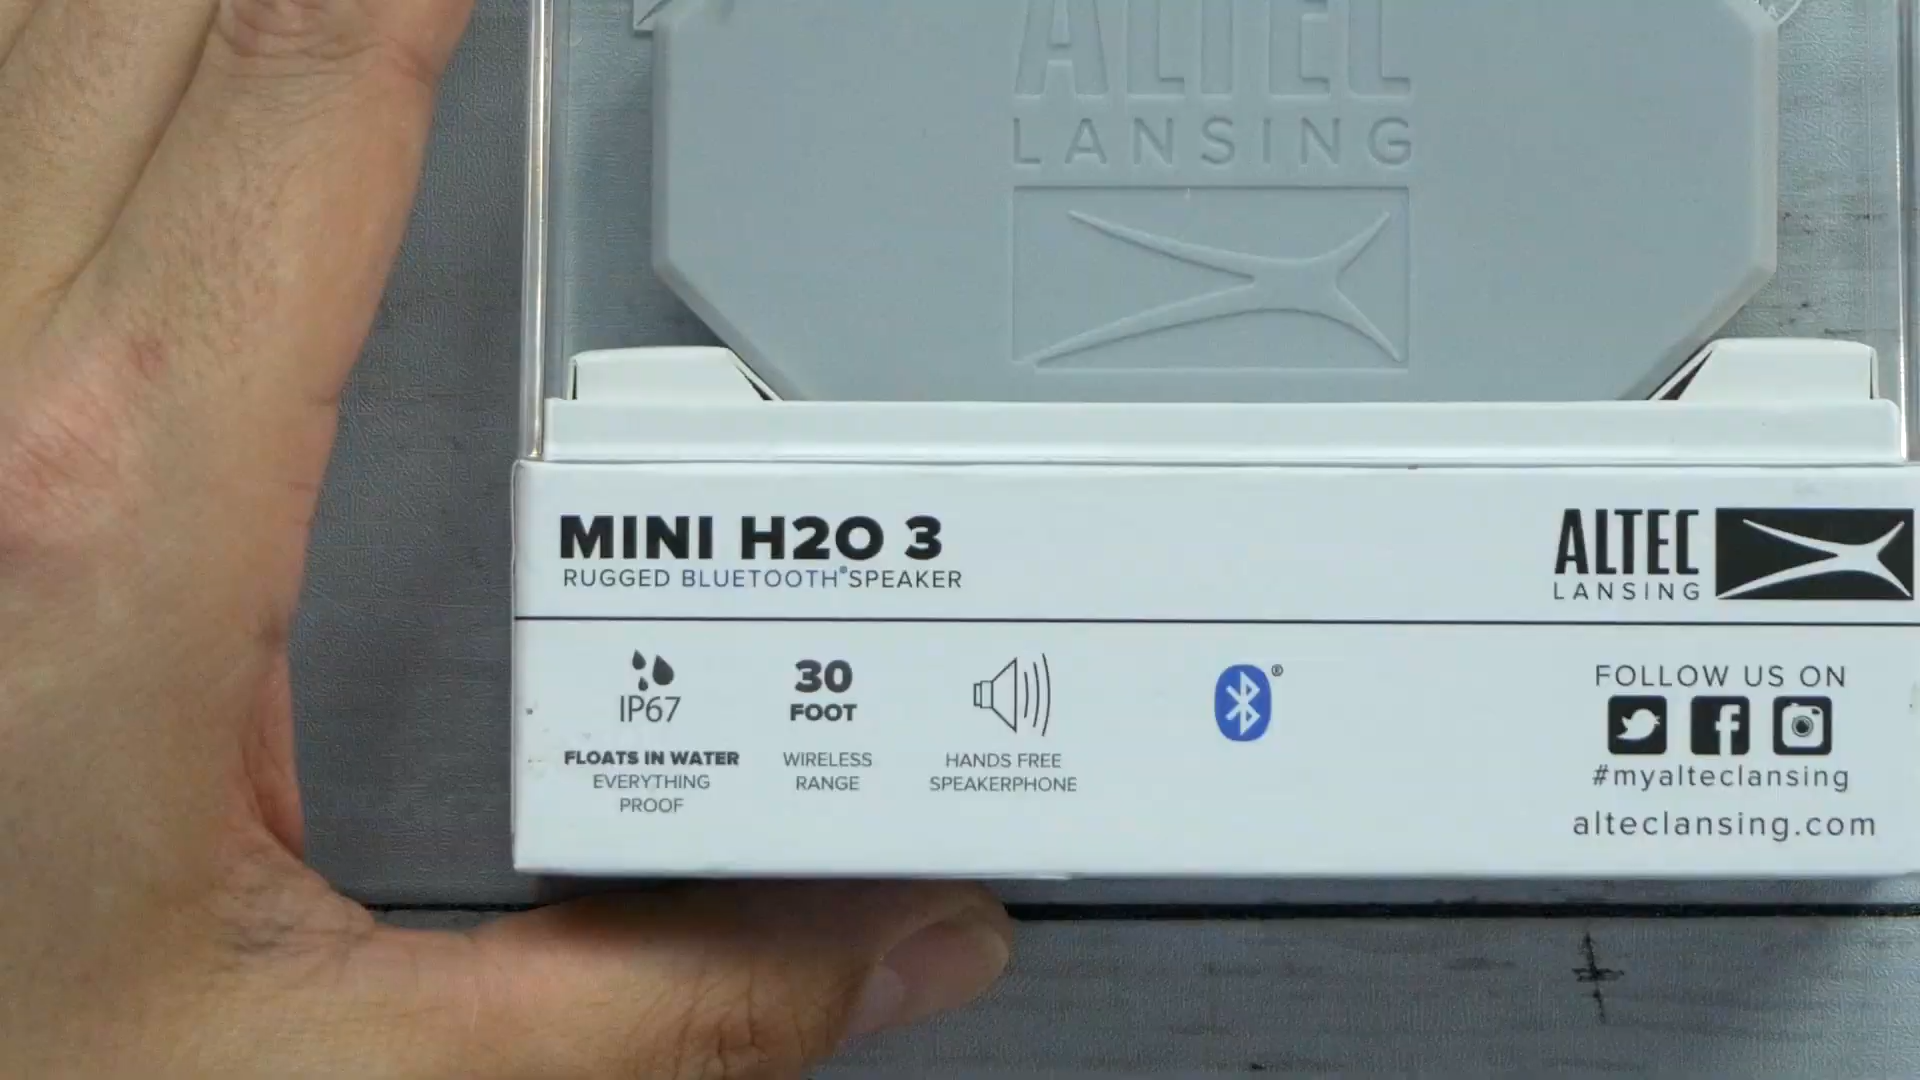 ALTEC
LANSING
MINI H2O 3
RUGGED BLUETOOTH® SPEAKER
ALTEC
LANSING
IP67
FLOATS IN WATER
EVERYTHING
PROOF
30
FOOT
WIRELESS
RANGE
HANDS FREE
SPEAKERPHONE
®
FOLLOW US ON
#myalteclansing
alteclansing.com